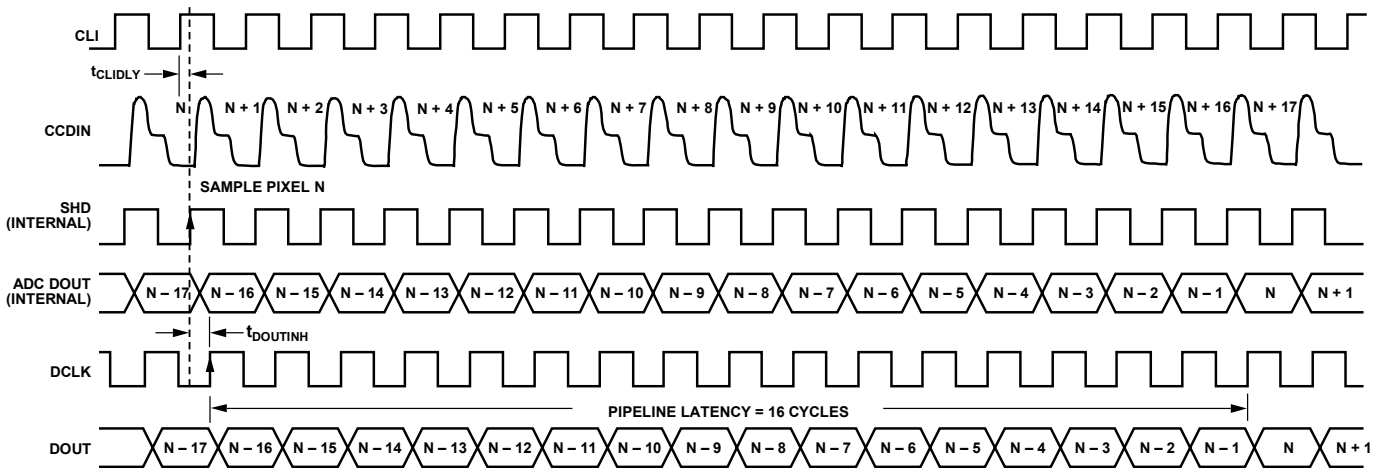 CLI
tCLIDLY
N N + 1 N + 2 N + 3 N + 4 N + 5 N + 6 N + 7 N + 8 N + 9 N + 10 N + 11 N + 12 N + 13 N + 14 N + 15 N + 16 N + 17
CCDIN
SAMPLE PIXEL N
SHD
(INTERNAL)
ADC DOUT
(INTERNAL)
N – 17 N – 16 N – 15 N – 14 N – 13 N – 12 N – 11 N – 10 N – 9 N – 8 N – 7 N – 6 N – 5 N – 4 N – 3 N – 2 N – 1 N N + 1
tDOUTINH
DCLK
PIPELINE LATENCY = 16 CYCLES
DOUT
N – 17 N – 16 N – 15 N – 14 N – 13 N – 12 N – 11 N – 10 N – 9 N – 8 N – 7 N – 6 N – 5 N – 4 N – 3 N – 2 N – 1 N N + 1